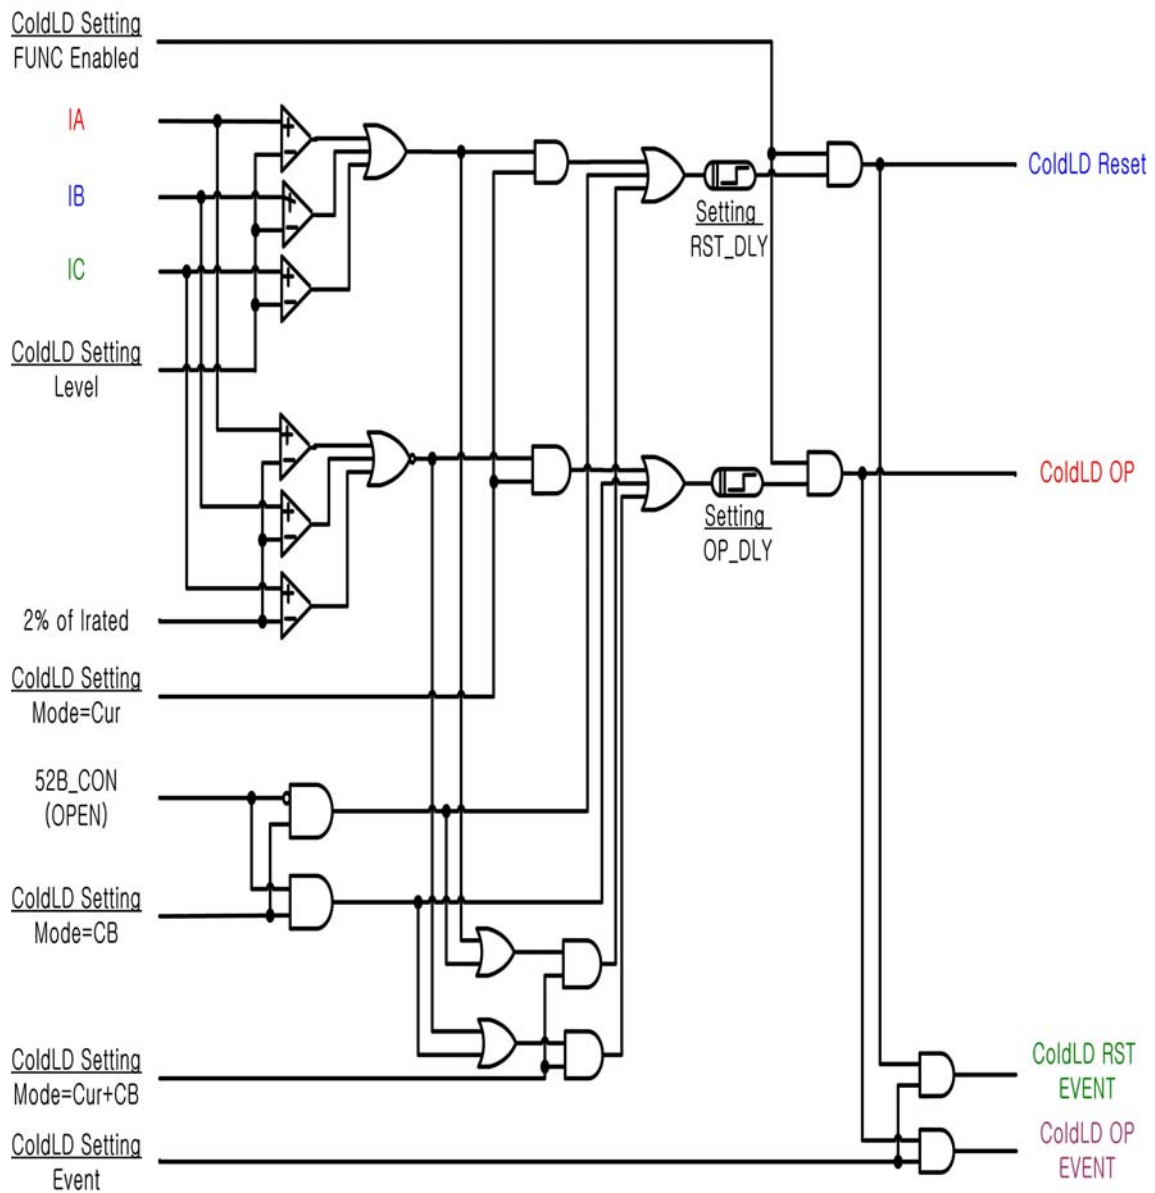 ColdLD Setting
FUNC Enabled
IA
IB
IC
ColdLD Setting
Level
2% of Irated
ColdLD Setting
Mode=Cur
52B_CON
(OPEN)
ColdLD Setting
Mode=CB
ColdLD Setting
Mode=Cur+CB
ColdLD Setting
Event
+
−
+
−
+
−
+
−
+
−
+
−
Setting
RST_DLY
Setting
OP_DLY
ColdLD Reset
ColdLD OP
ColdLD RST
EVENT
ColdLD OP
EVENT